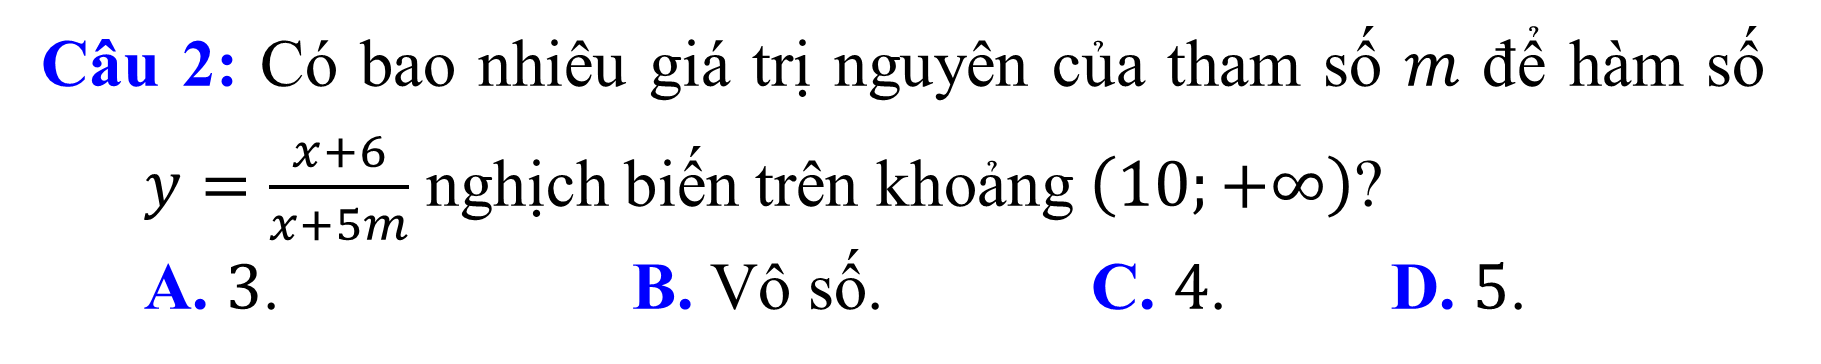 Câu 2: Có bao nhiêu giá trị nguyên của tham số m để hàm số
y = \frac{x+6}{x+5m} nghịch biến trên khoảng (10; +∞)?
A. 3. B. Vô số. C. 4. D. 5.